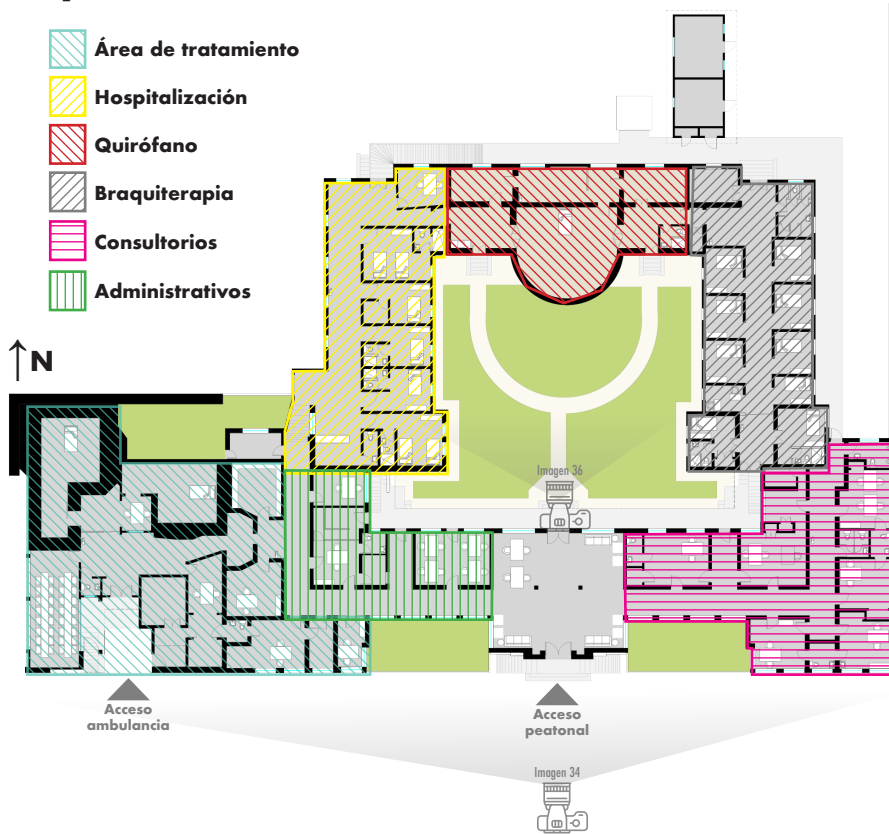 Área de tratamiento
Hospitalización
Quirófano
Braquiterapia
Consultorios
Administrativos
N
Imagen 36
Acceso
ambulancia
Acceso
peatonal
Imagen 34